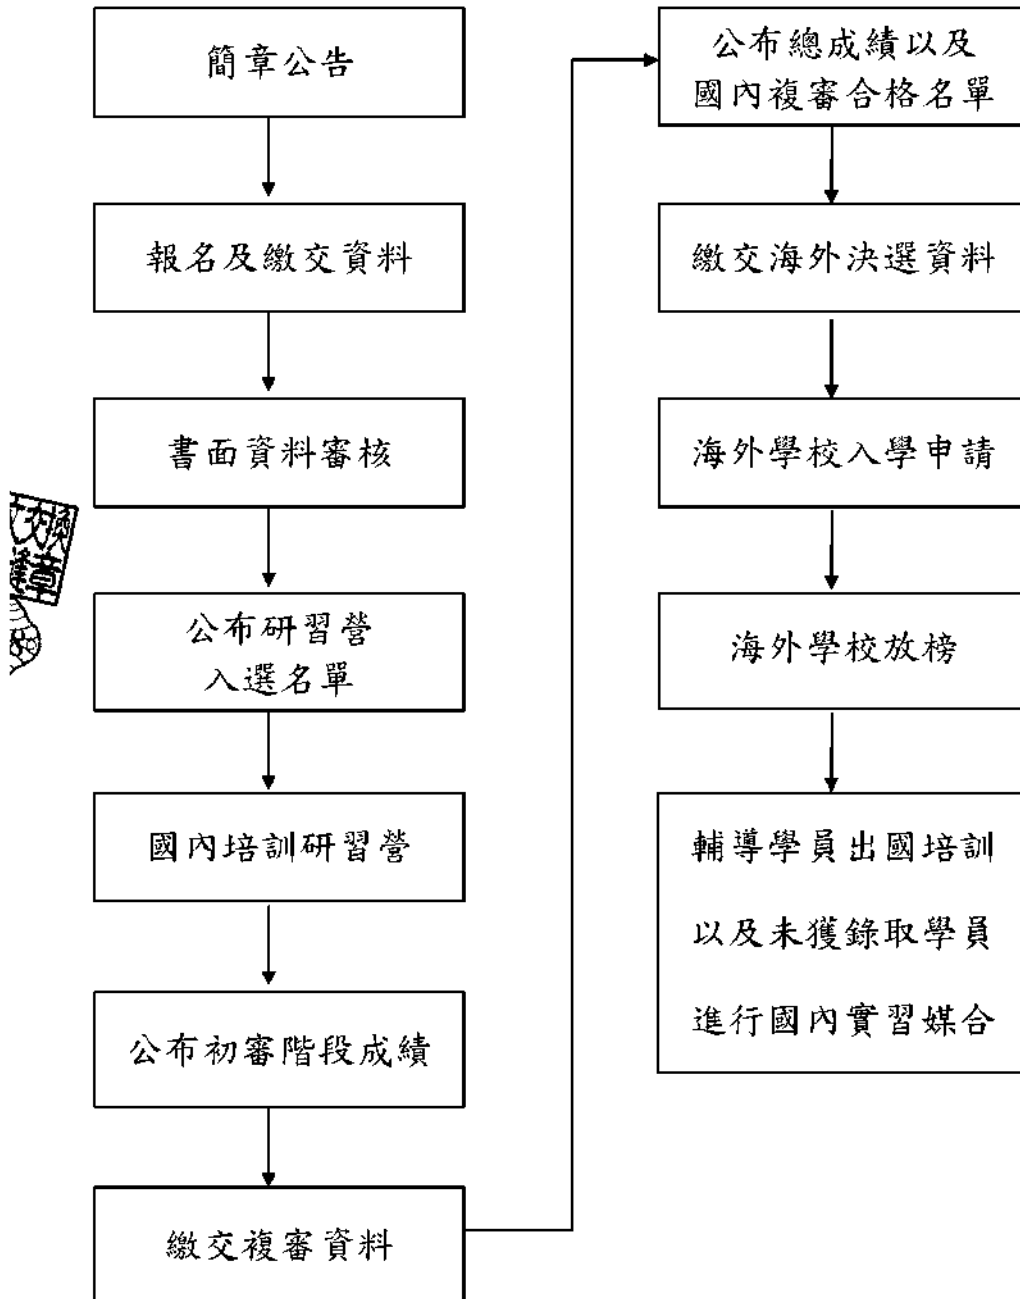 簡章公告
報名及繳交資料
書面資料審核
公布研習營
入選名單
國內培訓研習營
公布初審階段成績
繳交複審資料
公布總成績以及
國內複審合格名單
繳交海外決選資料
海外學校入學申請
海外學校放榜
輔導學員出國培訓
以及未獲錄取學員
進行國內實習媒合